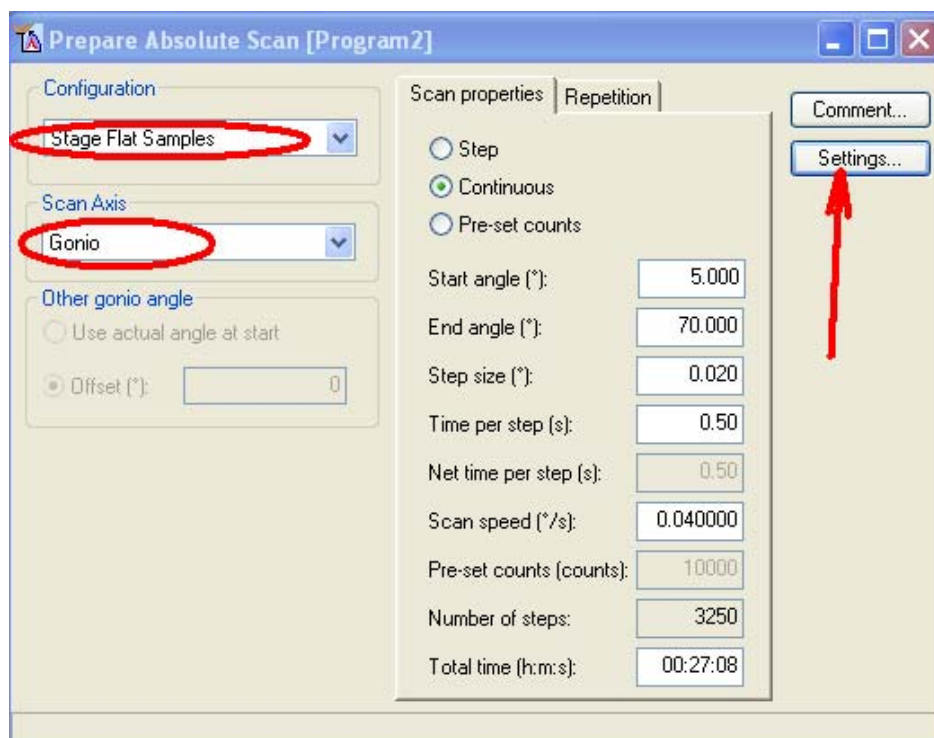 Prepare Absolute Scan [Program2]
Configuration
Stage Flat Samples
Scan Axis
Gonio
Other gonio angle
Use actual angle at start
Offset (°): 0
Scan properties Repetition
Step
Continuous
Pre-set counts
Start angle (°): 5.000
End angle (°): 70.000
Step size (°): 0.020
Time per step (s): 0.50
Net time per step (s): 0.50
Scan speed (°/s): 0.040000
Pre-set counts (counts): 10000
Number of steps: 3250
Total time (h:m:s): 00:27:08
Comment...
Settings...